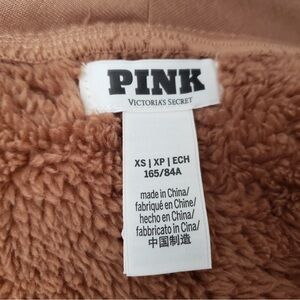 PINK
VICTORIA'S SECRET
XS | XP | ECH
165/84A
made in China/
fabriqué en Chine/
hecho en China/
fabbricato in Cina/
中国制造